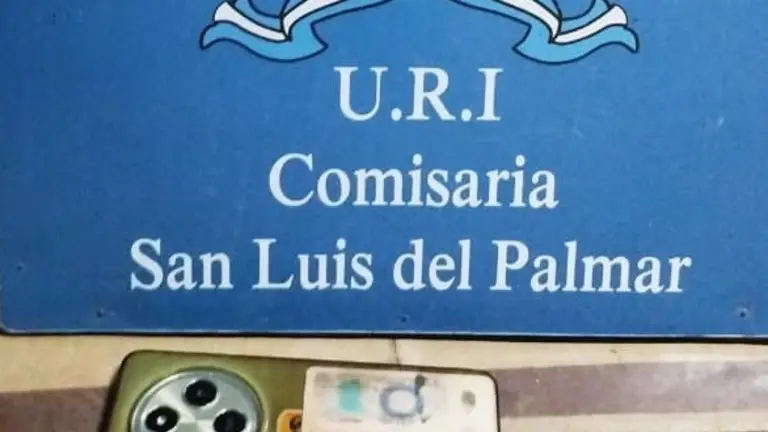 U.R.I
Comisaria
San Luis del Palmar